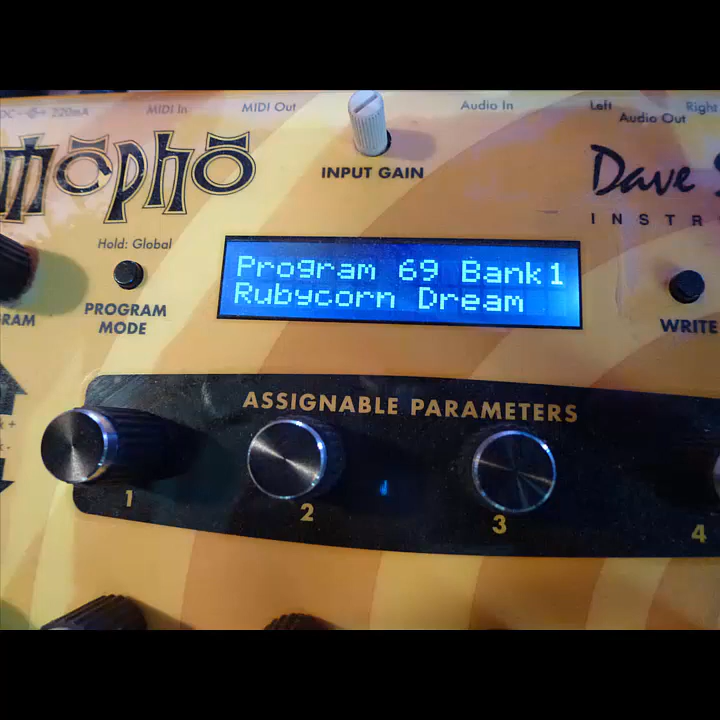 DC 220mA
MIDI In
MIDI Out
Audio In
Left
Right
Audio Out
mōphō
INPUT GAIN
Dave
INSTR
Hold: Global
PROGRAM MODE
Program 69 Bank1
Rubycorn Dream
WRITE
ASSIGNABLE PARAMETERS
1
2
3
4